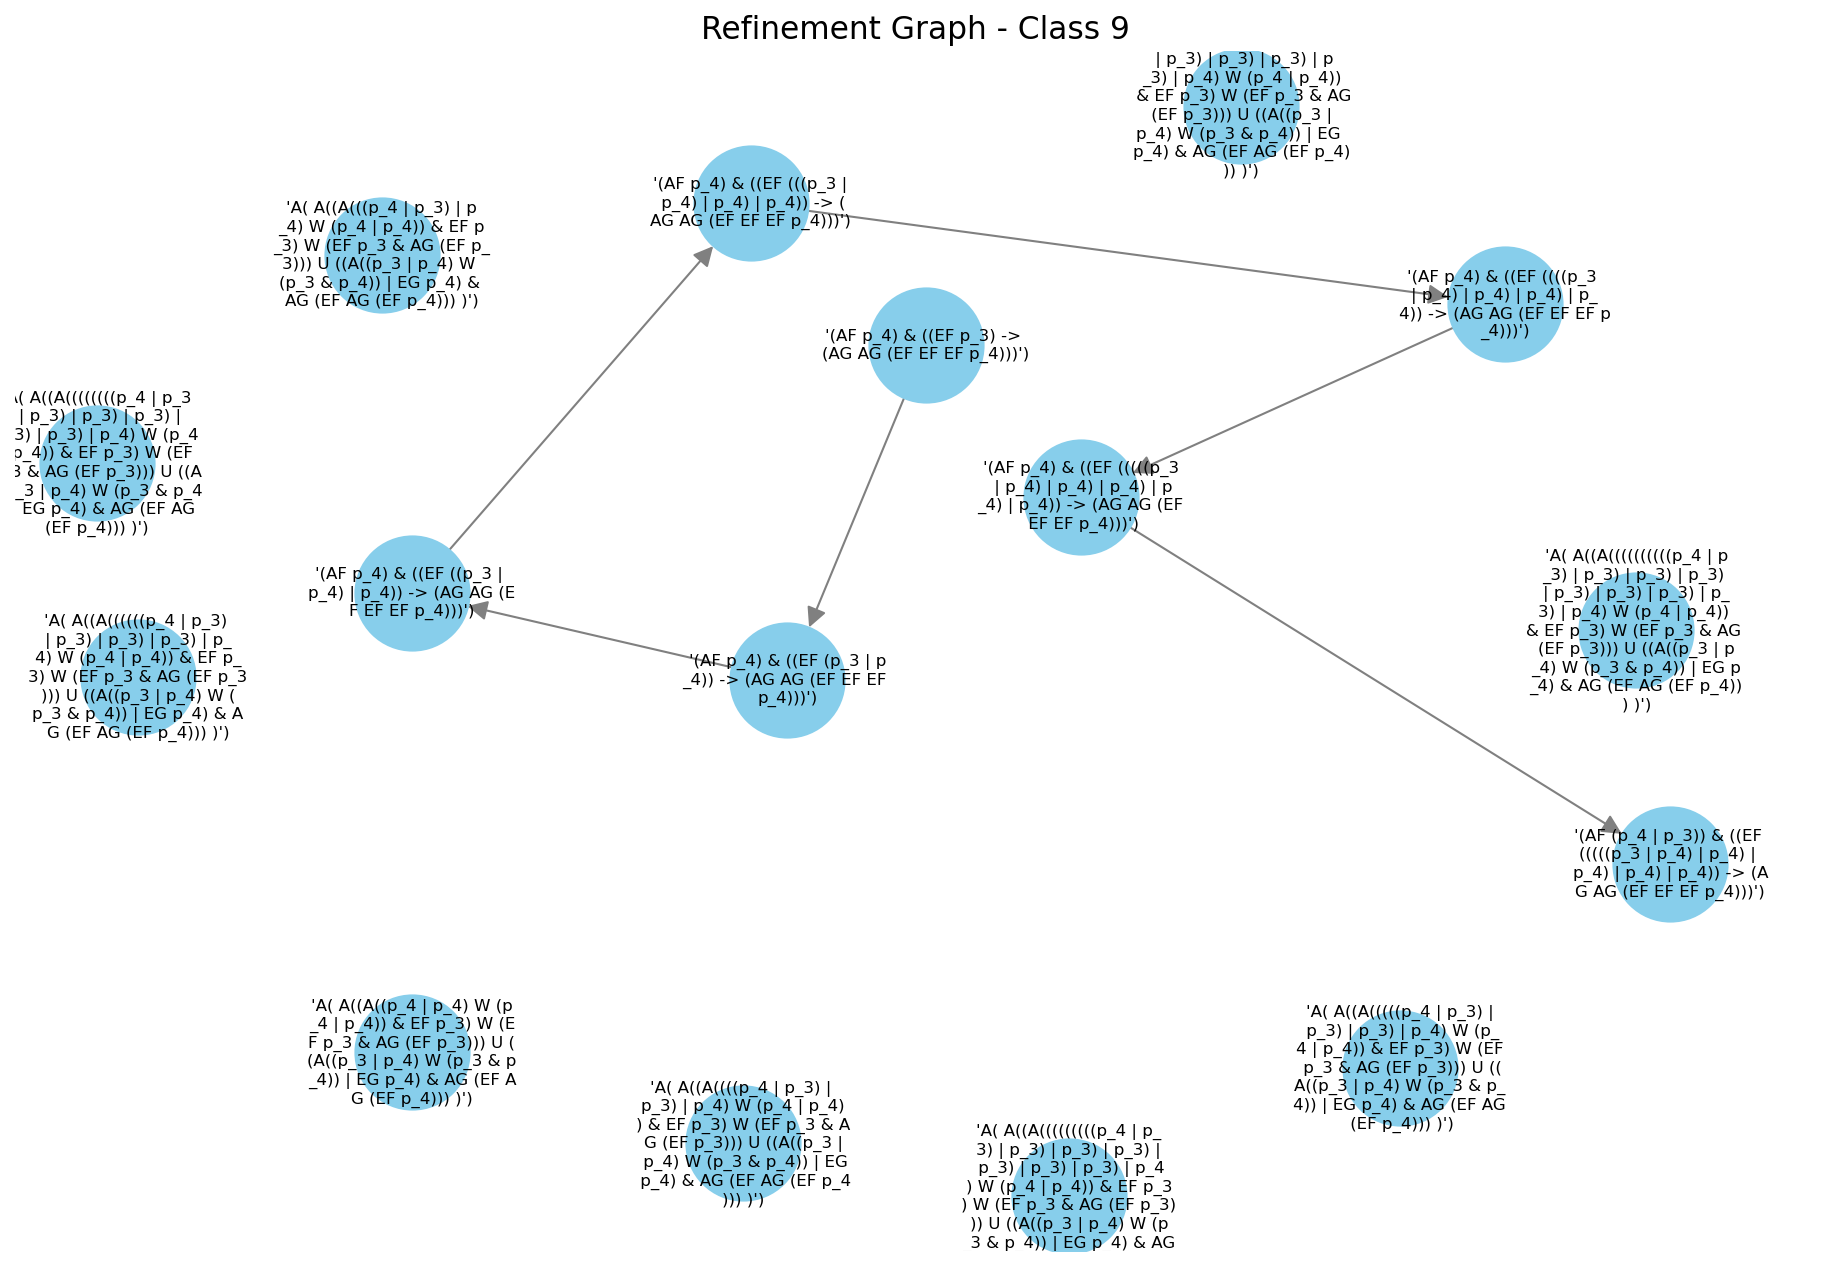 Refinement Graph - Class 9
| p_3) | p_3) | p_3) | p
_3) | p_4) W (p_4 | p_4))
& EF p_3) W (EF p_3 & AG
(EF p_3))) U ((A((p_3 |
p_4) W (p_3 & p_4)) | EG
p_4) & AG (EF AG (EF p_4)
)) )')
'(AF p_4) & ((EF (((p_3 |
p_4) | p_4) | p_4)) -> (
AG AG (EF EF EF p_4)))')
'A( A((A(((p_4 | p_3) | p
_4) W (p_4 | p_4)) & EF p
_3) W (EF p_3 & AG (EF p_
3))) U ((A((p_3 | p_4) W
(p_3 & p_4)) | EG p_4) &
AG (EF AG (EF p_4))) )')
'(AF p_4) & ((EF ((((p_3
| p_4) | p_4) | p_4) | p_
4)) -> (AG AG (EF EF EF p
_4)))')
'(AF p_4) & ((EF p_3) ->
(AG AG (EF EF EF p_4)))')
( A((A((((((((p_4 | p_3
| p_3) | p_3) | p_3) |
3) | p_3) | p_4) W (p_4
p_4)) & EF p_3) W (EF
3 & AG (EF p_3))) U ((A
_3 | p_4) W (p_3 & p_4
EG p_4) & AG (EF AG
(EF p_4))) )')
'(AF p_4) & ((EF (((((p_3
| p_4) | p_4) | p_4) | p
_4) | p_4)) -> (AG AG (EF
EF EF p_4)))')
'(AF p_4) & ((EF ((p_3 |
p_4) | p_4)) -> (AG AG (E
F EF EF p_4)))')
'A( A((A((((((((((p_4 | p
_3) | p_3) | p_3) | p_3)
| p_3) | p_3) | p_3) | p_
3) | p_4) W (p_4 | p_4))
& EF p_3) W (EF p_3 & AG
(EF p_3))) U ((A((p_3 | p
_4) W (p_3 & p_4)) | EG p
_4) & AG (EF AG (EF p_4))
) )')
'A( A((A((((((p_4 | p_3)
| p_3) | p_3) | p_3) | p_
4) W (p_4 | p_4)) & EF p_
3) W (EF p_3 & AG (EF p_3
))) U ((A((p_3 | p_4) W (
p_3 & p_4)) | EG p_4) & A
G (EF AG (EF p_4))) )')
'(AF p_4) & ((EF (p_3 | p
_4)) -> (AG AG (EF EF EF
p_4)))')
'(AF (p_4 | p_3)) & ((EF
(((((p_3 | p_4) | p_4) |
p_4) | p_4) | p_4)) -> (A
G AG (EF EF EF p_4)))')
'A( A((A((p_4 | p_4) W (p
_4 | p_4)) & EF p_3) W (E
F p_3 & AG (EF p_3))) U (
(A((p_3 | p_4) W (p_3 & p
_4)) | EG p_4) & AG (EF A
G (EF p_4))) )')
'A( A((A(((((p_4 | p_3) |
p_3) | p_3) | p_4) W (p_
4 | p_4)) & EF p_3) W (EF
p_3 & AG (EF p_3))) U ((
A((p_3 | p_4) W (p_3 & p_
4)) | EG p_4) & AG (EF AG
(EF p_4))) )')
'A( A((A((((p_4 | p_3) |
p_3) | p_4) W (p_4 | p_4)
) & EF p_3) W (EF p_3 & A
G (EF p_3))) U ((A((p_3 |
p_4) W (p_3 & p_4)) | EG
p_4) & AG (EF AG (EF p_4
))) )')
'A( A((A(((((((((p_4 | p_
3) | p_3) | p_3) | p_3) |
p_3) | p_3) | p_3) | p_4
) W (p_4 | p_4)) & EF p_3
) W (EF p_3 & AG (EF p_3)
)) U ((A((p_3 | p_4) W (p
_3 & p_4)) | EG p_4) & AG